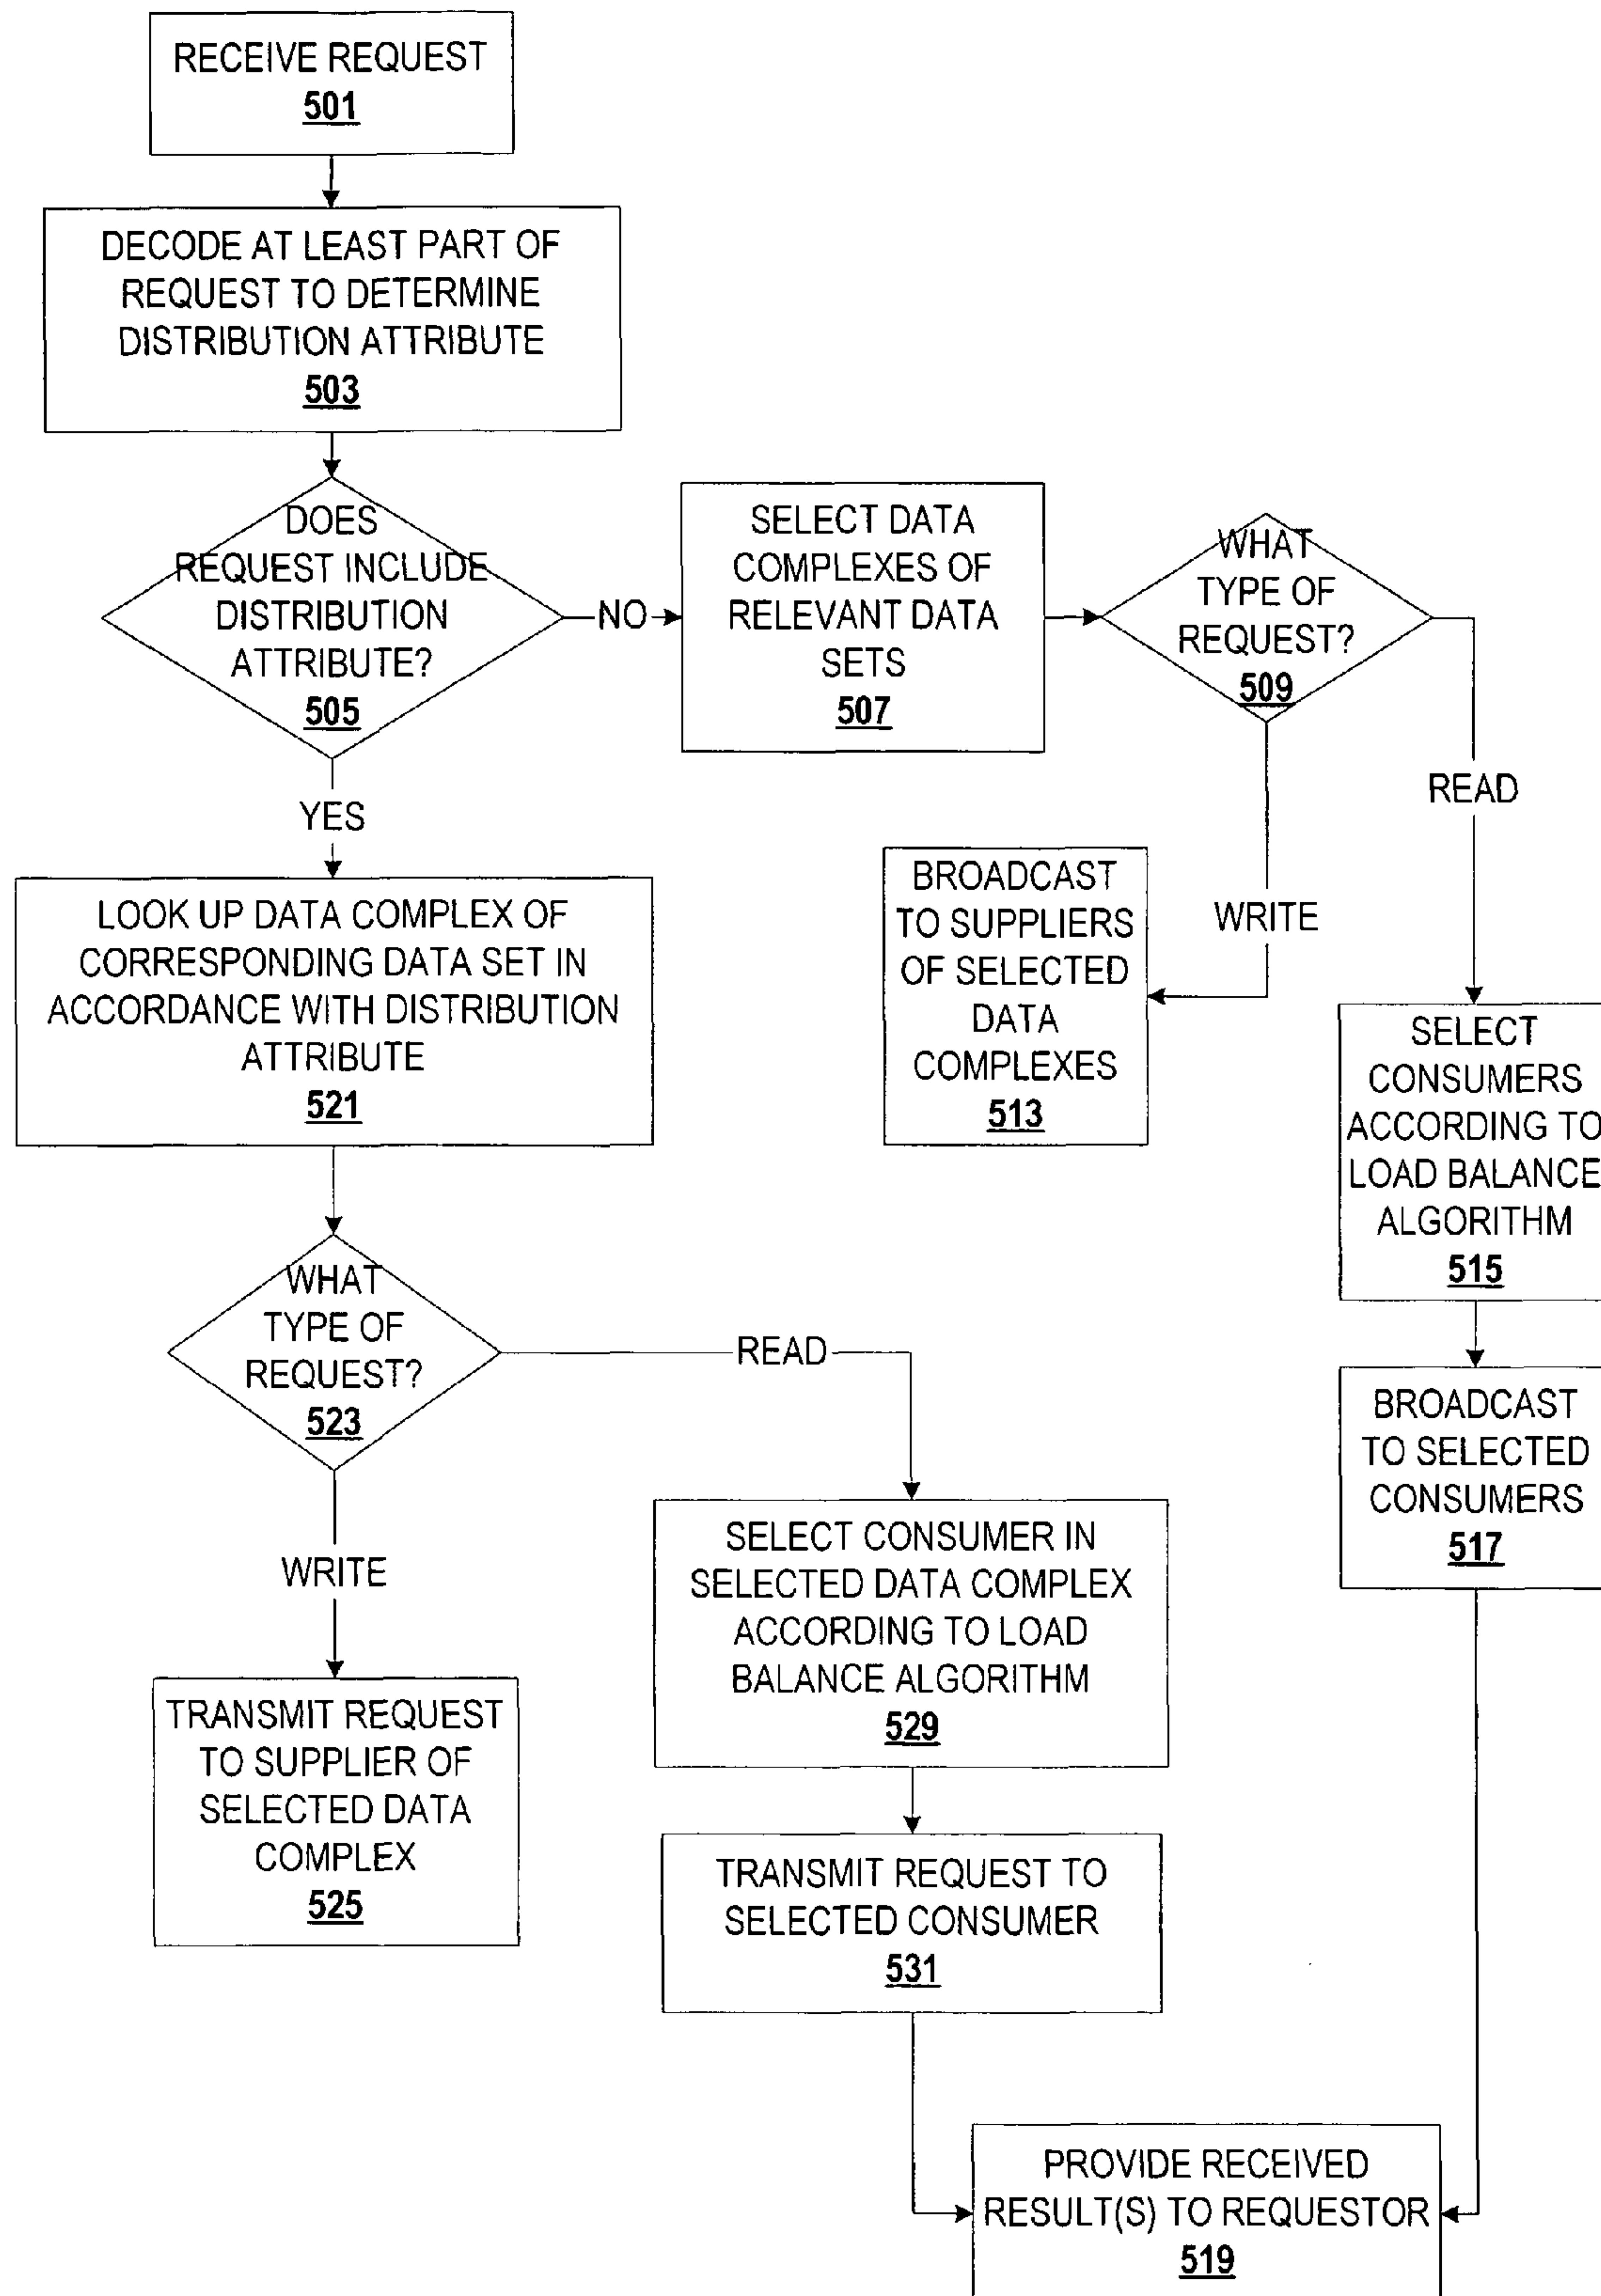 RECEIVE REQUEST
501
DECODE AT LEAST PART OF
REQUEST TO DETERMINE
DISTRIBUTION ATTRIBUTE
503
DOES
REQUEST INCLUDE
DISTRIBUTION
ATTRIBUTE?
505
NO
SELECT DATA
COMPLEXES OF
RELEVANT DATA
SETS
507
WHAT
TYPE OF
REQUEST?
509
READ
WRITE
BROADCAST
TO SUPPLIERS
OF SELECTED
DATA
COMPLEXES
513
SELECT
CONSUMERS
ACCORDING TO
LOAD BALANCE
ALGORITHM
515
BROADCAST
TO SELECTED
CONSUMERS
517
YES
LOOK UP DATA COMPLEX OF
CORRESPONDING DATA SET IN
ACCORDANCE WITH DISTRIBUTION
ATTRIBUTE
521
WHAT
TYPE OF
REQUEST?
523
READ
WRITE
TRANSMIT REQUEST
TO SUPPLIER OF
SELECTED DATA
COMPLEX
525
SELECT CONSUMER IN
SELECTED DATA COMPLEX
ACCORDING TO LOAD
BALANCE ALGORITHM
529
TRANSMIT REQUEST TO
SELECTED CONSUMER
531
PROVIDE RECEIVED
RESULT(S) TO REQUESTOR
519